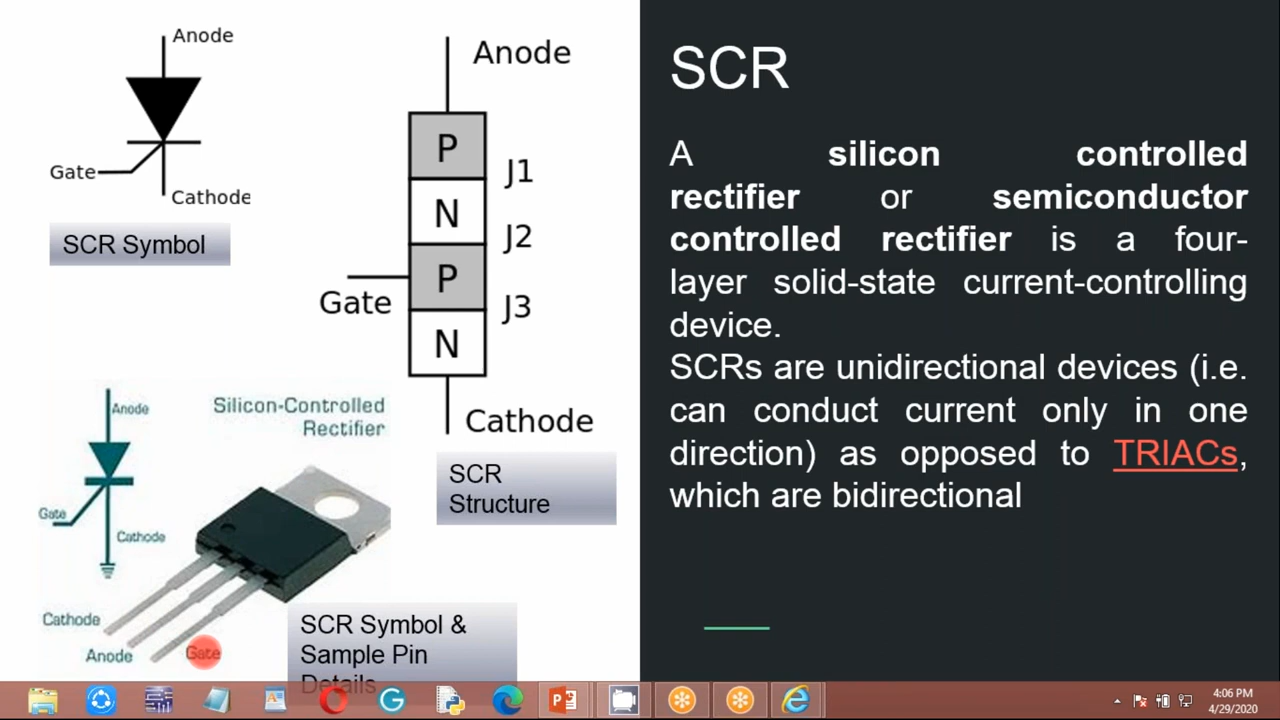 Anode
Gate
Cathode
SCR Symbol
Anode
P
J1
N
J2
P
Gate
J3
N
Cathode
SCR
Structure
Silicon-Controlled
Rectifier
Anode
Gate
Cathode
Cathode
Anode
Gate
SCR Symbol &
Sample Pin
Details
SCR
A silicon controlled
rectifier or semiconductor
controlled rectifier is a four-
layer solid-state current-controlling
device.
SCRs are unidirectional devices (i.e.
can conduct current only in one
direction) as opposed to TRIACs,
which are bidirectional
4:06 PM
4/29/2020